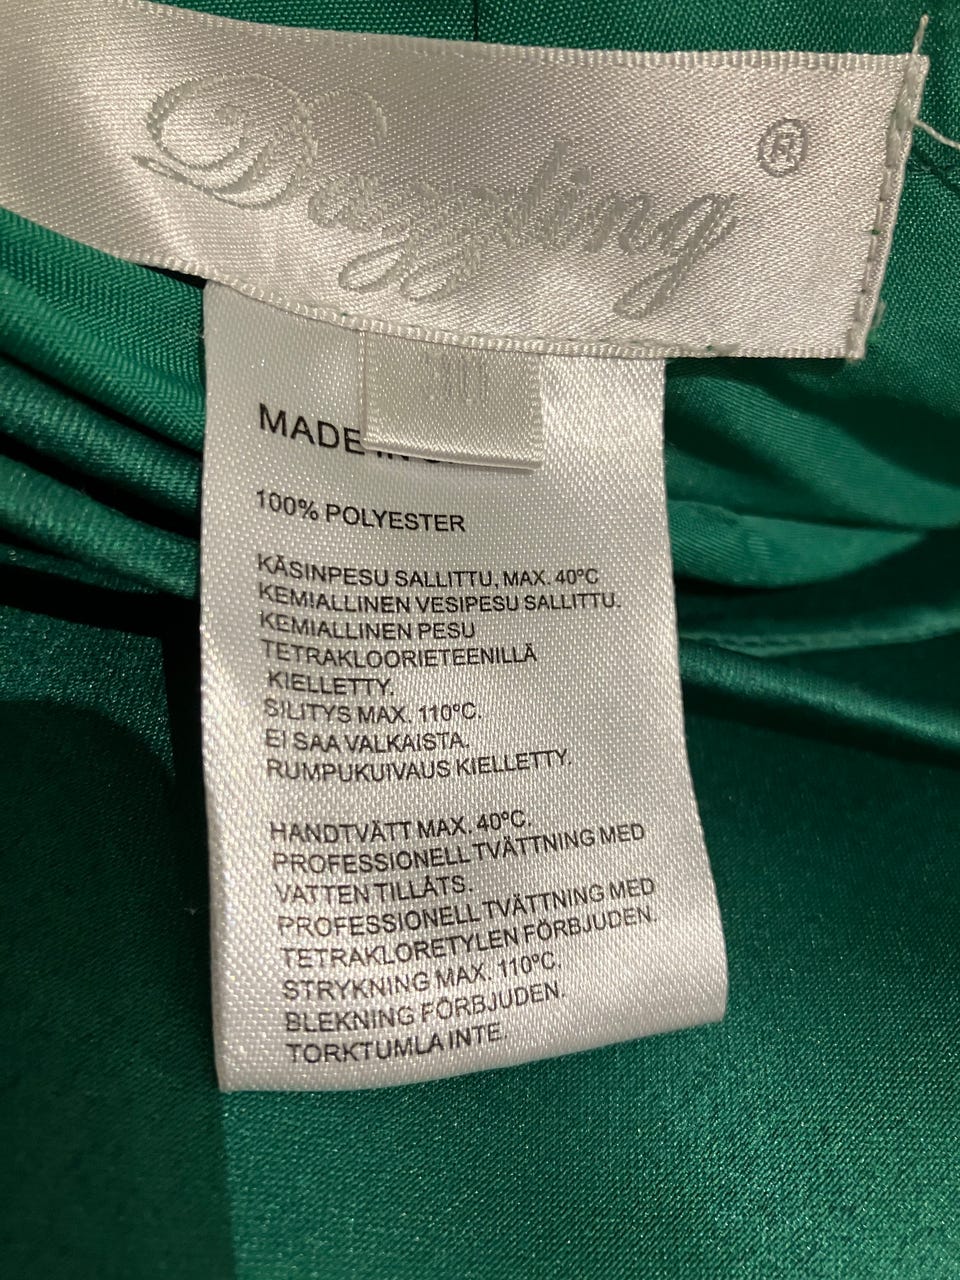 Dazzling ®
MADE
100% POLYESTER
KÄSINPESU SALLITTU, MAX. 40°C
KEMIALLINEN VESIPESU SALLITTU.
KEMIALLINEN PESU
TETRAKLOORIETEENILLÄ
KIELLETTY.
SILITYS MAX. 110°C.
EI SAA VALKAISTA.
RUMPUKUIVAUS KIELLETTY.
HANDTVÄTT MAX. 40°C.
PROFESSIONELL TVÄTTNING MED
VATTEN TILLÅTS.
PROFESSIONELL TVÄTTNING MED
TETRAKLORETYLEN FÖRBJUDEN.
STRYKNING MAX. 110°C.
BLEKNING FÖRBJUDEN.
TORKTUMLA INTE.